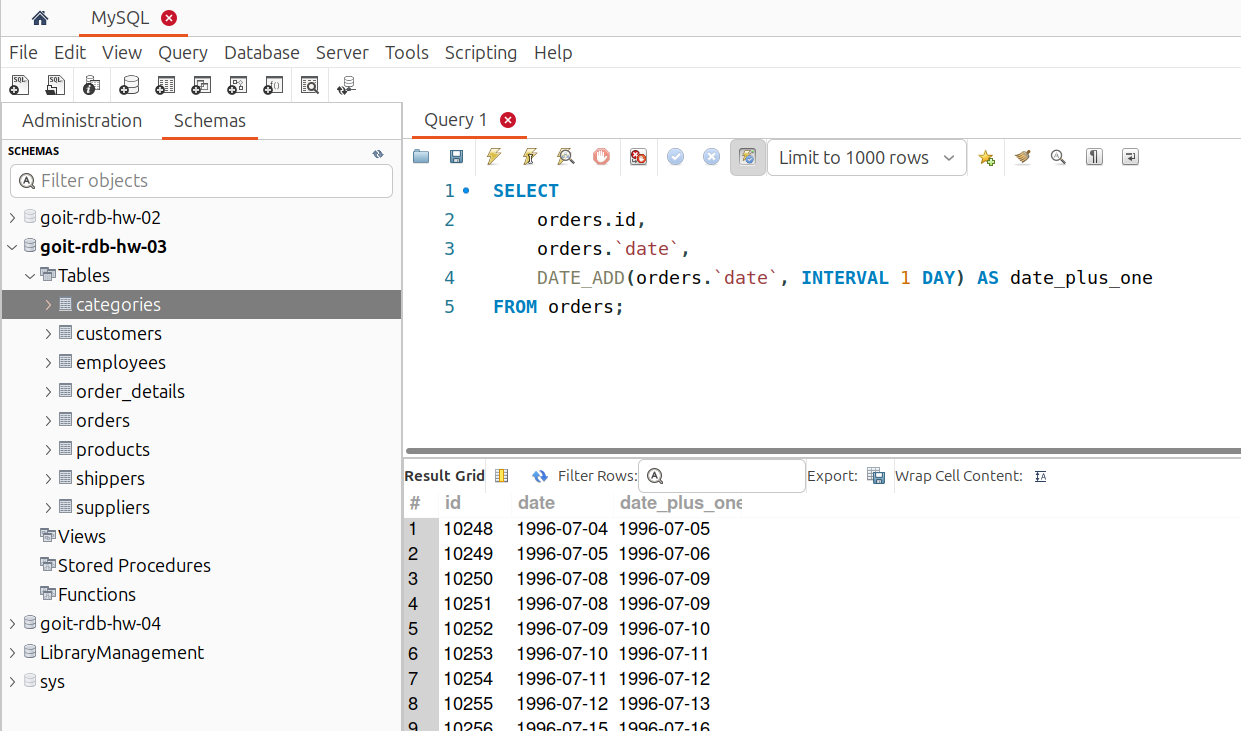 MySQL
File Edit View Query Database Server Tools Scripting Help
Administration Schemas
SCHEMAS
Filter objects
goit-rdb-hw-02
goit-rdb-hw-03
Tables
categories
customers
employees
order_details
orders
products
shippers
suppliers
Views
Stored Procedures
Functions
goit-rdb-hw-04
LibraryManagement
sys
Query 1
Limit to 1000 rows
1 SELECT
2 orders.id,
3 orders.`date`,
4 DATE_ADD(orders.`date`, INTERVAL 1 DAY) AS date_plus_one
5 FROM orders;
Result Grid Filter Rows: Export: Wrap Cell Content:
# id date date_plus_one
1 10248 1996-07-04 1996-07-05
2 10249 1996-07-05 1996-07-06
3 10250 1996-07-08 1996-07-09
4 10251 1996-07-08 1996-07-09
5 10252 1996-07-09 1996-07-10
6 10253 1996-07-10 1996-07-11
7 10254 1996-07-11 1996-07-12
8 10255 1996-07-12 1996-07-13
9 10256 1996-07-15 1996-07-16